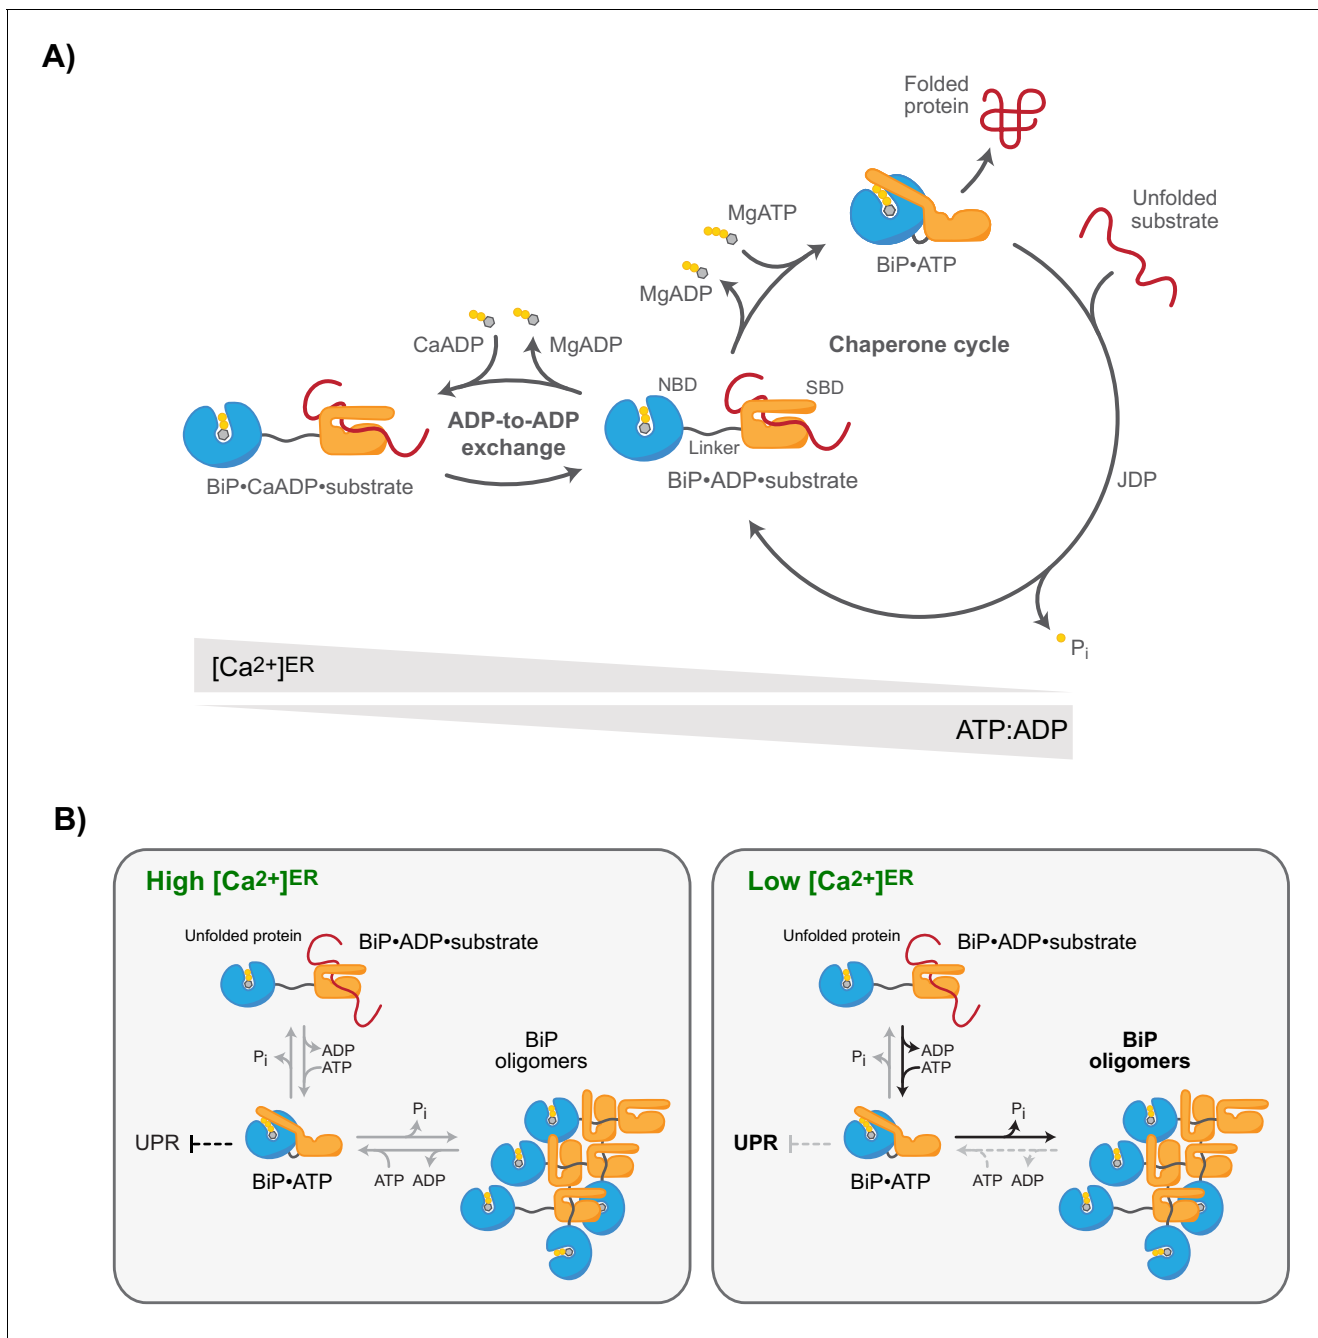 A)
Folded
protein
Unfolded
substrate
MgATP
BiP•ATP
MgADP
CaADP
MgADP
Chaperone cycle
NBD
SBD
ADP-to-ADP
exchange
Linker
BiP•CaADP•substrate
BiP•ADP•substrate
JDP
Pi
[Ca2+]ER
ATP:ADP
B)
High [Ca2+]ER
Unfolded protein
BiP•ADP•substrate
BiP
oligomers
Pi
ADP
ATP
Pi
UPR
BiP•ATP
ATP
ADP
Low [Ca2+]ER
Unfolded protein
BiP•ADP•substrate
BiP
oligomers
Pi
ADP
ATP
Pi
UPR
BiP•ATP
ATP
ADP